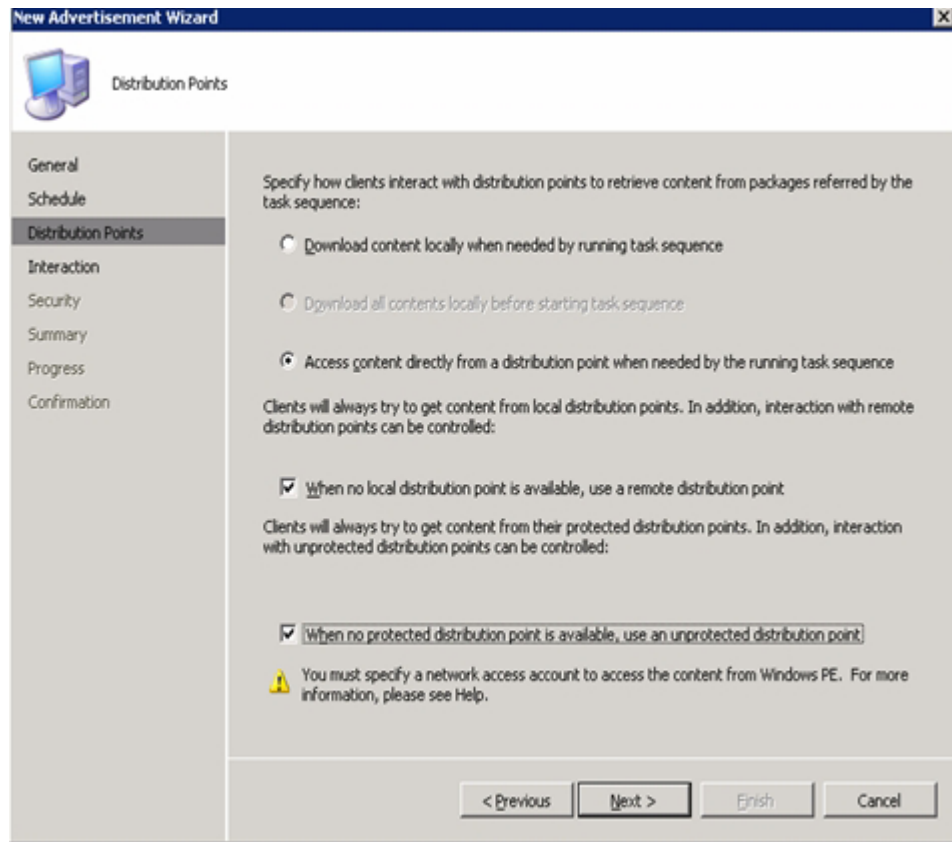 New Advertisement Wizard
Distribution Points
General
Schedule
Distribution Points
Interaction
Security
Summary
Progress
Confirmation
Specify how clients interact with distribution points to retrieve content from packages referred by the
task sequence:
Download content locally when needed by running task sequence
Download all contents locally before starting task sequence
Access content directly from a distribution point when needed by the running task sequence
Clients will always try to get content from local distribution points. In addition, interaction with remote
distribution points can be controlled:
When no local distribution point is available, use a remote distribution point
Clients will always try to get content from their protected distribution points. In addition, interaction
with unprotected distribution points can be controlled:
When no protected distribution point is available, use an unprotected distribution point
You must specify a network access account to access the content from Windows PE. For more
information, please see Help.
< Previous
Next >
Finish
Cancel